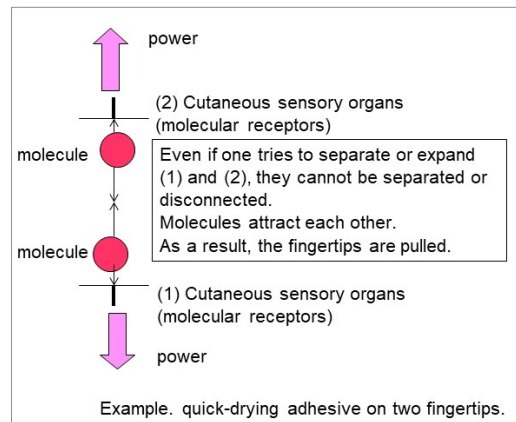 power
(2) Cutaneous sensory organs
(molecular receptors)
molecule
Even if one tries to separate or expand
(1) and (2), they cannot be separated or
disconnected.
Molecules attract each other.
As a result, the fingertips are pulled.
molecule
(1) Cutaneous sensory organs
(molecular receptors)
power
Example. quick-drying adhesive on two fingertips.